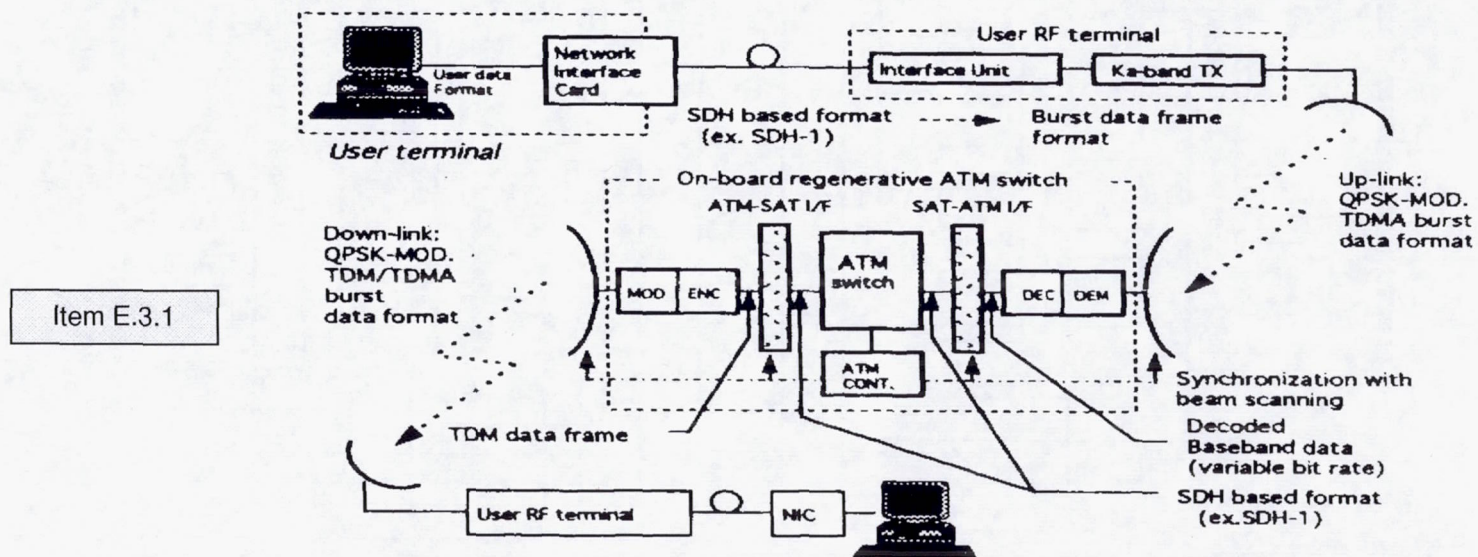 User data
Format
Network
Interface
Card
User terminal
User RF terminal
Interface Unit
Ka-band TX
SDH based format
(ex. SDH-1)
Burst data frame
format
Up-link:
QPSK-MOD.
TDMA burst
data format
On-board regenerative ATM switch
ATM-SAT I/F
SAT-ATM I/F
Down-link:
QPSK-MOD.
TDM/TDMA
burst
data format
MOD
ENC
ATM
switch
DEC
DEM
Item E.3.1
ATM
CONT.
Synchronization with
beam scanning
TDM data frame
Decoded
Baseband data
(variable bit rate)
SDH based format
(ex.SDH-1)
User RF terminal
NIC